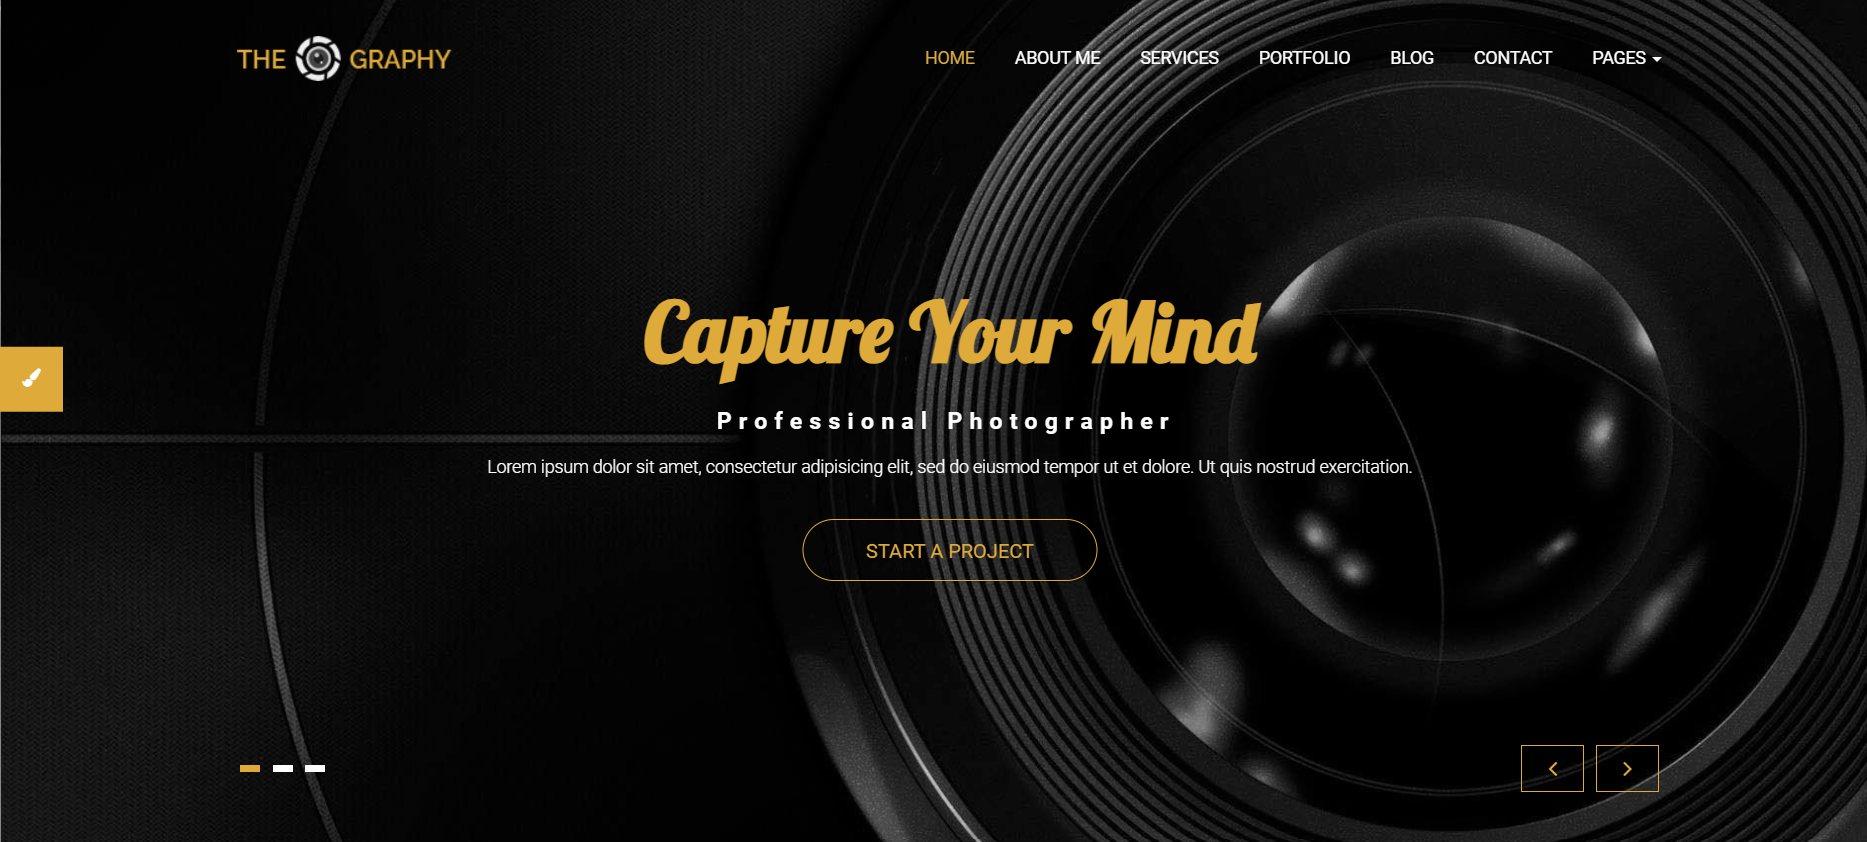 THE GRAPHY
HOME ABOUT ME SERVICES PORTFOLIO BLOG CONTACT PAGES
Capture Your Mind
Professional Photographer
Lorem ipsum dolor sit amet, consectetur adipisicing elit, sed do eiusmod tempor ut et dolore. Ut quis nostrud exercitation.
START A PROJECT